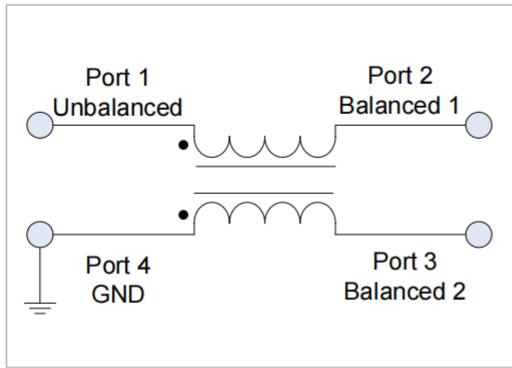 Port 1
Unbalanced
Port 2
Balanced 1
Port 4
GND
Port 3
Balanced 2